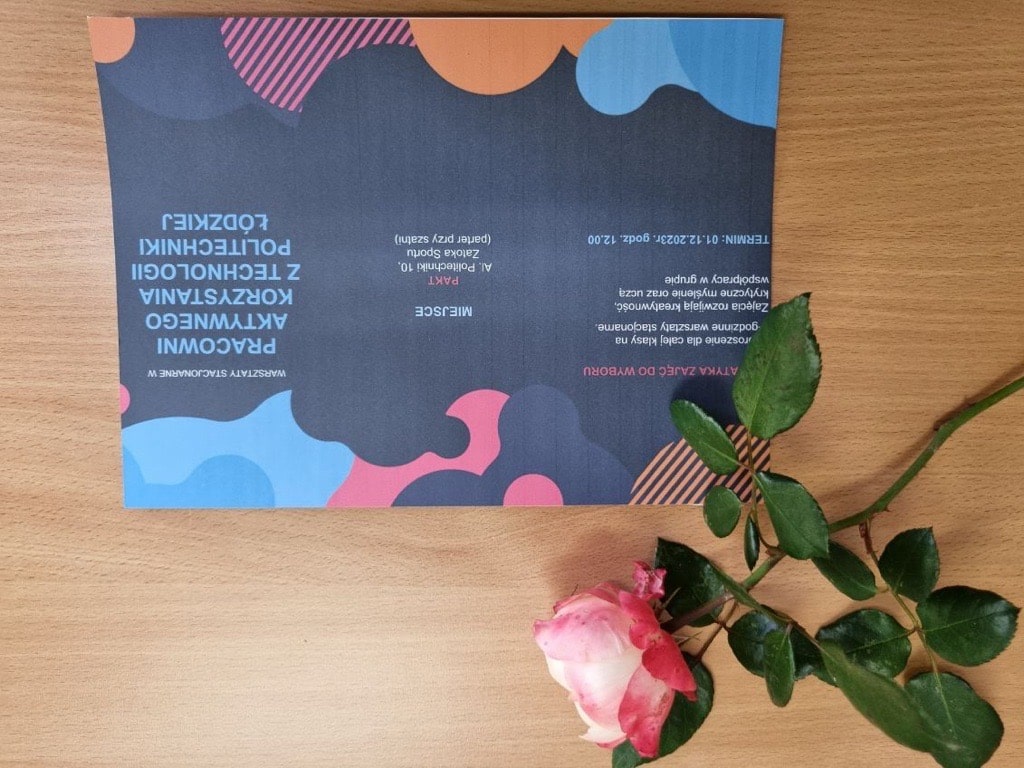 ATYKA ZAJĘĆ DO WYBORU
roszenie dla całej klasy na
-godzinne warsztaty stacjonarne.
Zajęcia rozwijają kreatywność,
krytyczne myślenie oraz uczą
współpracy w grupie
TERMIN: 01.12.2023r. godz. 12.00
MIEJSCE
PAKT
Al. Politechniki 10,
Zatoka Sportu
(parter przy szatni)
WARSZTATY STACJONARNE W
PRACOWNI
AKTYWNEGO
KORZYSTANIA
Z TECHNOLOGII
POLITECHNIKI
ŁÓDZKIEJ